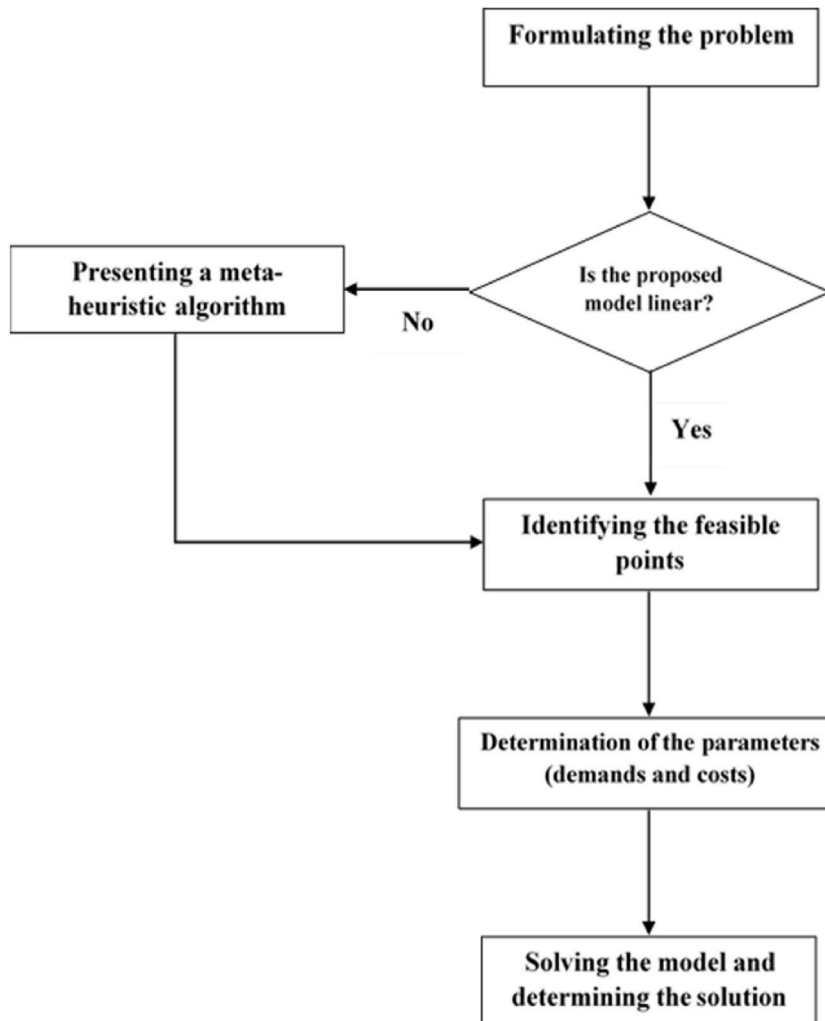 Formulating the problem
Is the proposed
model linear?
Presenting a meta-
heuristic algorithm
No
Yes
Identifying the feasible
points
Determination of the parameters
(demands and costs)
Solving the model and
determining the solution